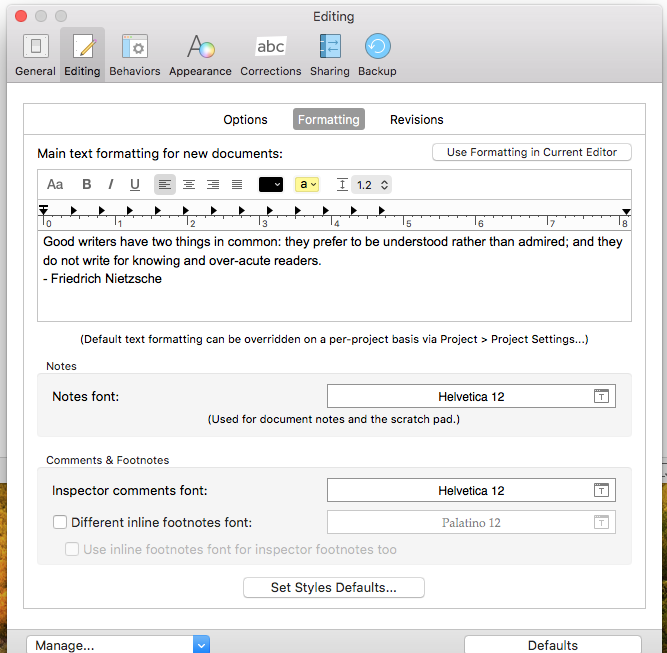 Editing
General Editing Behaviors Appearance abc Corrections Sharing Backup
Options Formatting Revisions
Main text formatting for new documents: Use Formatting in Current Editor
Aa B I U a 1.2
0 1 2 3 4 5 6 7 8
Good writers have two things in common: they prefer to be understood rather than admired; and they
do not write for knowing and over-acute readers.
- Friedrich Nietzsche
(Default text formatting can be overridden on a per-project basis via Project > Project Settings...)
Notes
Notes font: Helvetica 12 T
(Used for document notes and the scratch pad.)
Comments & Footnotes
Inspector comments font: Helvetica 12 T
Different inline footnotes font: Palatino 12 T
Use inline footnotes font for inspector footnotes too
Set Styles Defaults...
Manage... Defaults